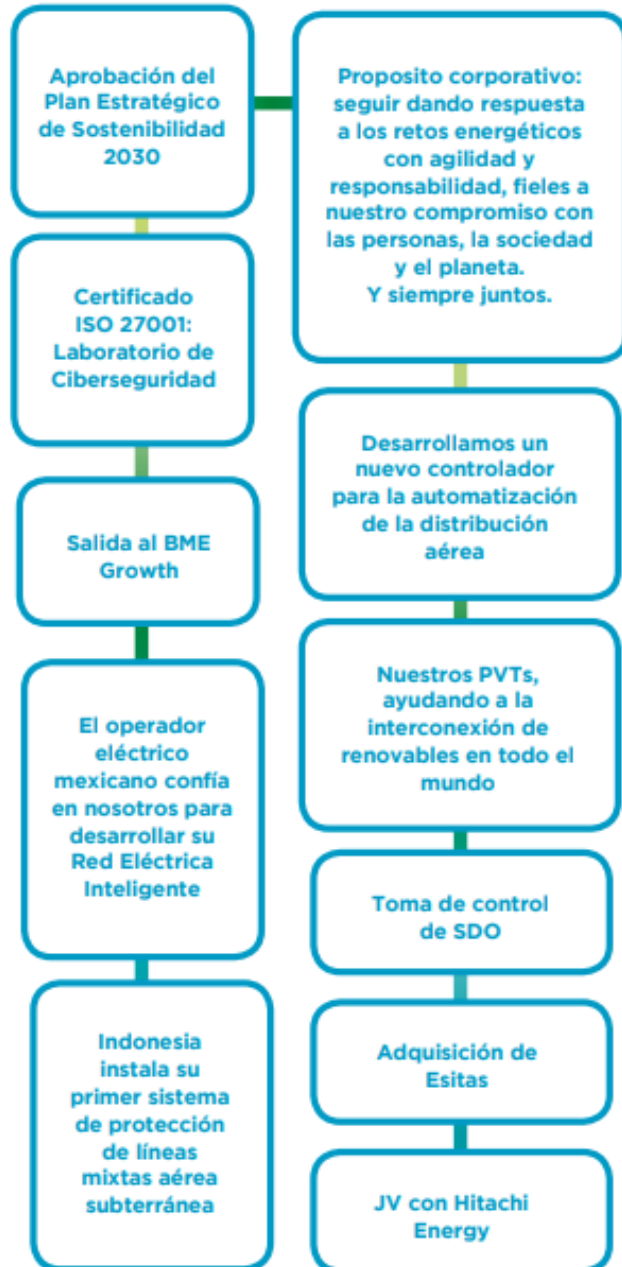 Aprobación del
Plan Estratégico
de Sostenibilidad
2030
Proposito corporativo:
seguir dando respuesta
a los retos energéticos
con agilidad y
responsabilidad, fieles a
nuestro compromiso con
las personas, la sociedad
y el planeta.
Y siempre juntos.
Certificado
ISO 27001:
Laboratorio de
Ciberseguridad
Desarrollamos un
nuevo controlador
para la automatización
de la distribución
aérea
Salida al BME
Growth
Nuestros PVTs,
ayudando a la
interconexión de
renovables en todo el
mundo
El operador
eléctrico
mexicano confía
en nosotros para
desarrollar su
Red Eléctrica
Inteligente
Toma de control
de SDO
Indonesia
instala su
primer sistema
de protección
de líneas
mixtas aérea
subterránea
Adquisición de
Esitas
JV con Hitachi
Energy